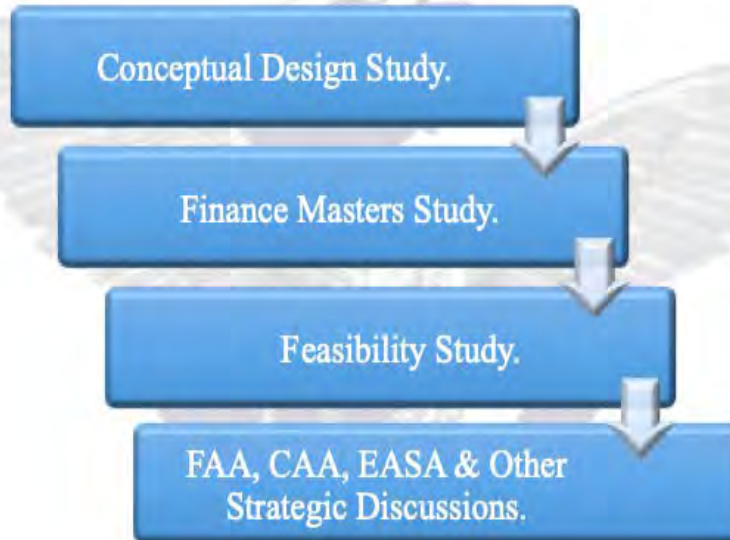 Conceptual Design Study.
Finance Masters Study.
Feasibility Study.
FAA, CAA, EASA & Other
Strategic Discussions.